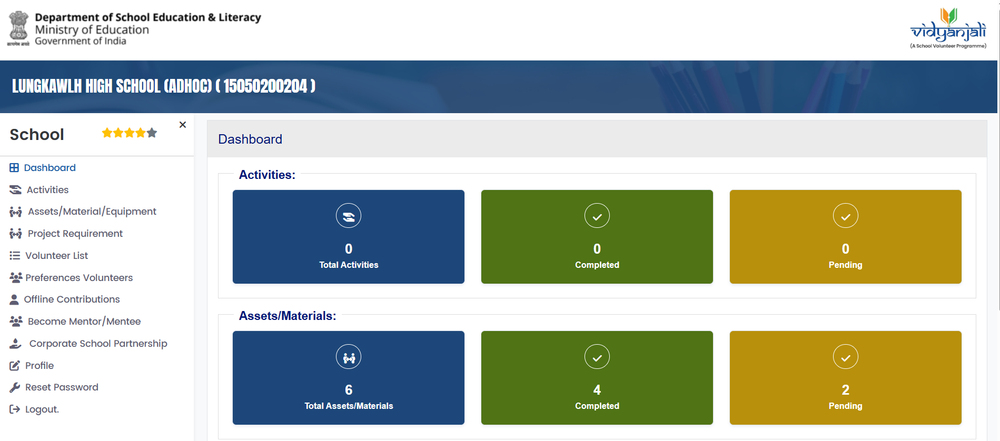 Department of School Education & Literacy
Ministry of Education
Government of India
सत्यमेव जयते
vidyanjali
(A School Volunteer Programme)
LUNGKAWLH HIGH SCHOOL (ADHOC) ( 15050200204 )
School
Dashboard
Activities
Assets/Material/Equipment
Project Requirement
Volunteer List
Preferences Volunteers
Offline Contributions
Become Mentor/Mentee
Corporate School Partnership
Profile
Reset Password
Logout.
Dashboard
Activities:
0
Total Activities
0
Completed
0
Pending
Assets/Materials:
6
Total Assets/Materials
4
Completed
2
Pending